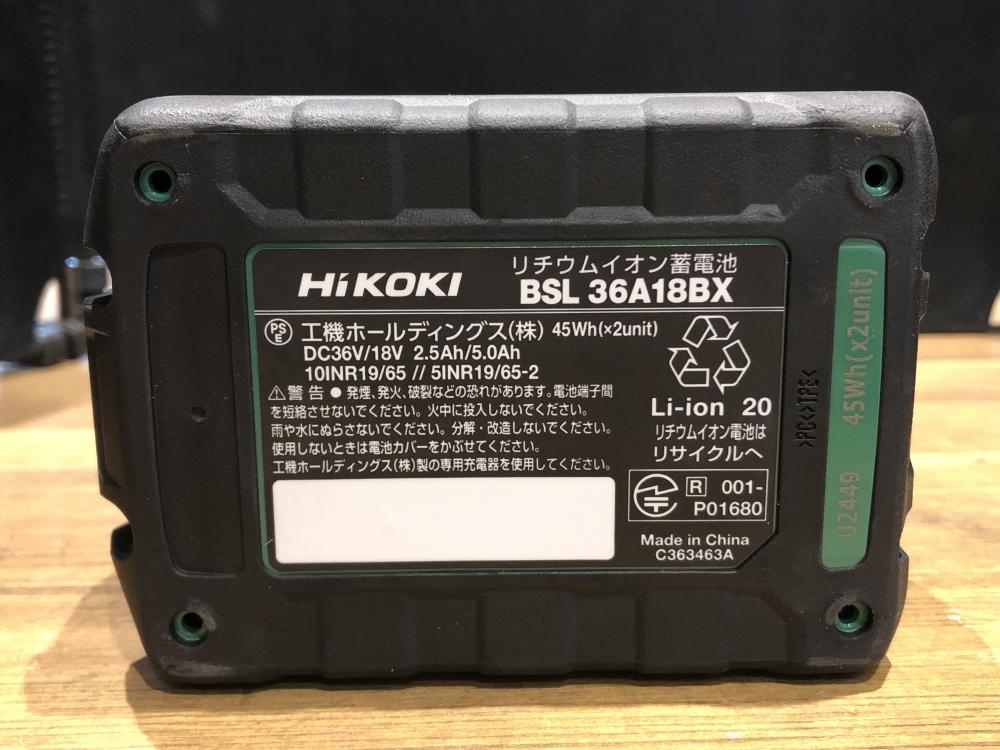 HiKOKI
リチウムイオン蓄電池
BSL 36A18BX
PS E 工機ホールディングス(株) 45Wh(×2unit)
DC36V/18V 2.5Ah/5.0Ah
10INR19/65 // 5INR19/65-2
⚠警告 ● 発煙、発火、破裂などの恐れがあります。電池端子間
を短絡させないでください。火中に投入しないでください。
雨や水にぬらさないでください。分解・改造しないでください。
使用しないときは電池カバーをかぶせてください。
工機ホールディングス(株)製の専用充電器を使用してください。
Li-ion 20
リチウムイオン電池は
リサイクルへ
R 001-
P01680
Made in China
C363463A
>PC<>TPE<
U2449 45Wh(x2unit)